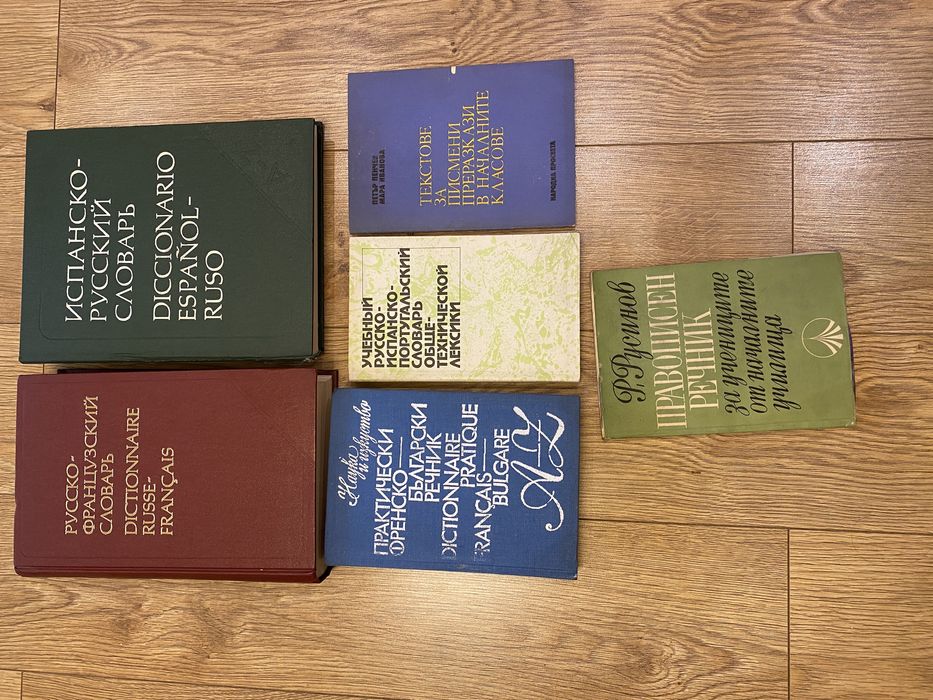 ИСПАНСКО-
РУССКИЙ
СЛОВАРЬ
DICCIONARIO
ESPAÑOL-
RUSO
РУССКО-
ФРАНЦУЗСКИЙ
СЛОВАРЬ
DICTIONNAIRE
RUSSE-
FRANÇAIS
ПЕТЪР ПЕНЧЕВ
МАРА ИВАНОВА
ТЕКСТОВЕ
ЗА
ПИСМЕНИ
ПРЕРАЗКАЗИ
В НАЧАЛНИТЕ
КЛАСОВЕ
НАРОДНА ПРОСВЕТА
УЧЕБНЫЙ
РУССКО-
ИСПАНСКО-
ПОРТУГАЛЬСКИЙ
СЛОВАРЬ
ОБЩЕ-
ТЕХНИЧЕСКОЙ
ЛЕКСИКИ
«Наука
и изкуство»
ПРАКТИЧЕСКИ
ФРЕНСКО-
БЪЛГАРСКИ
РЕЧНИК
DICTIONNAIRE
PRATIQUE
FRANÇAIS-
BULGARE
AZ
Р. Русинов
ПРАВОПИСЕН
РЕЧНИК
за учениците
от началните
училища